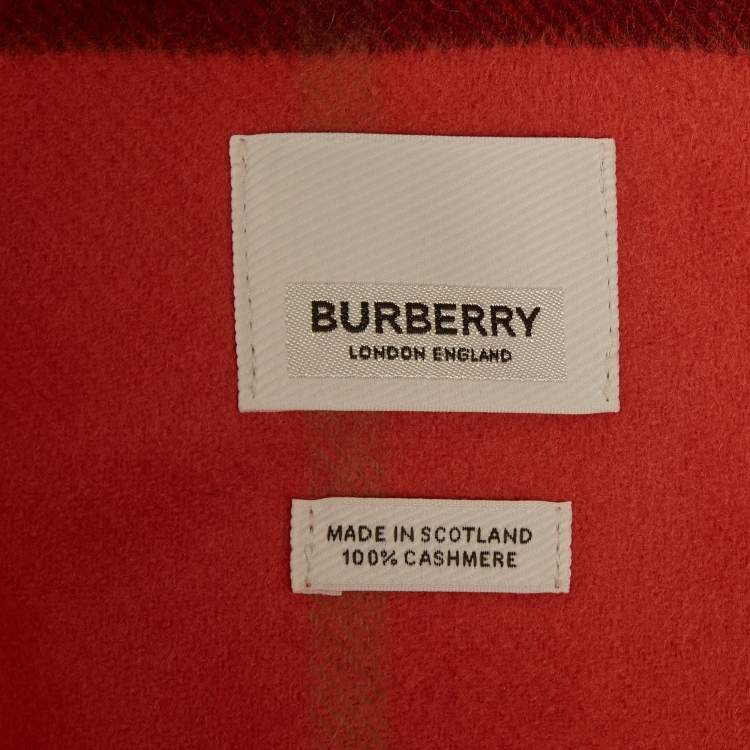 BURBERRY
LONDON ENGLAND
MADE IN SCOTLAND
100% CASHMERE